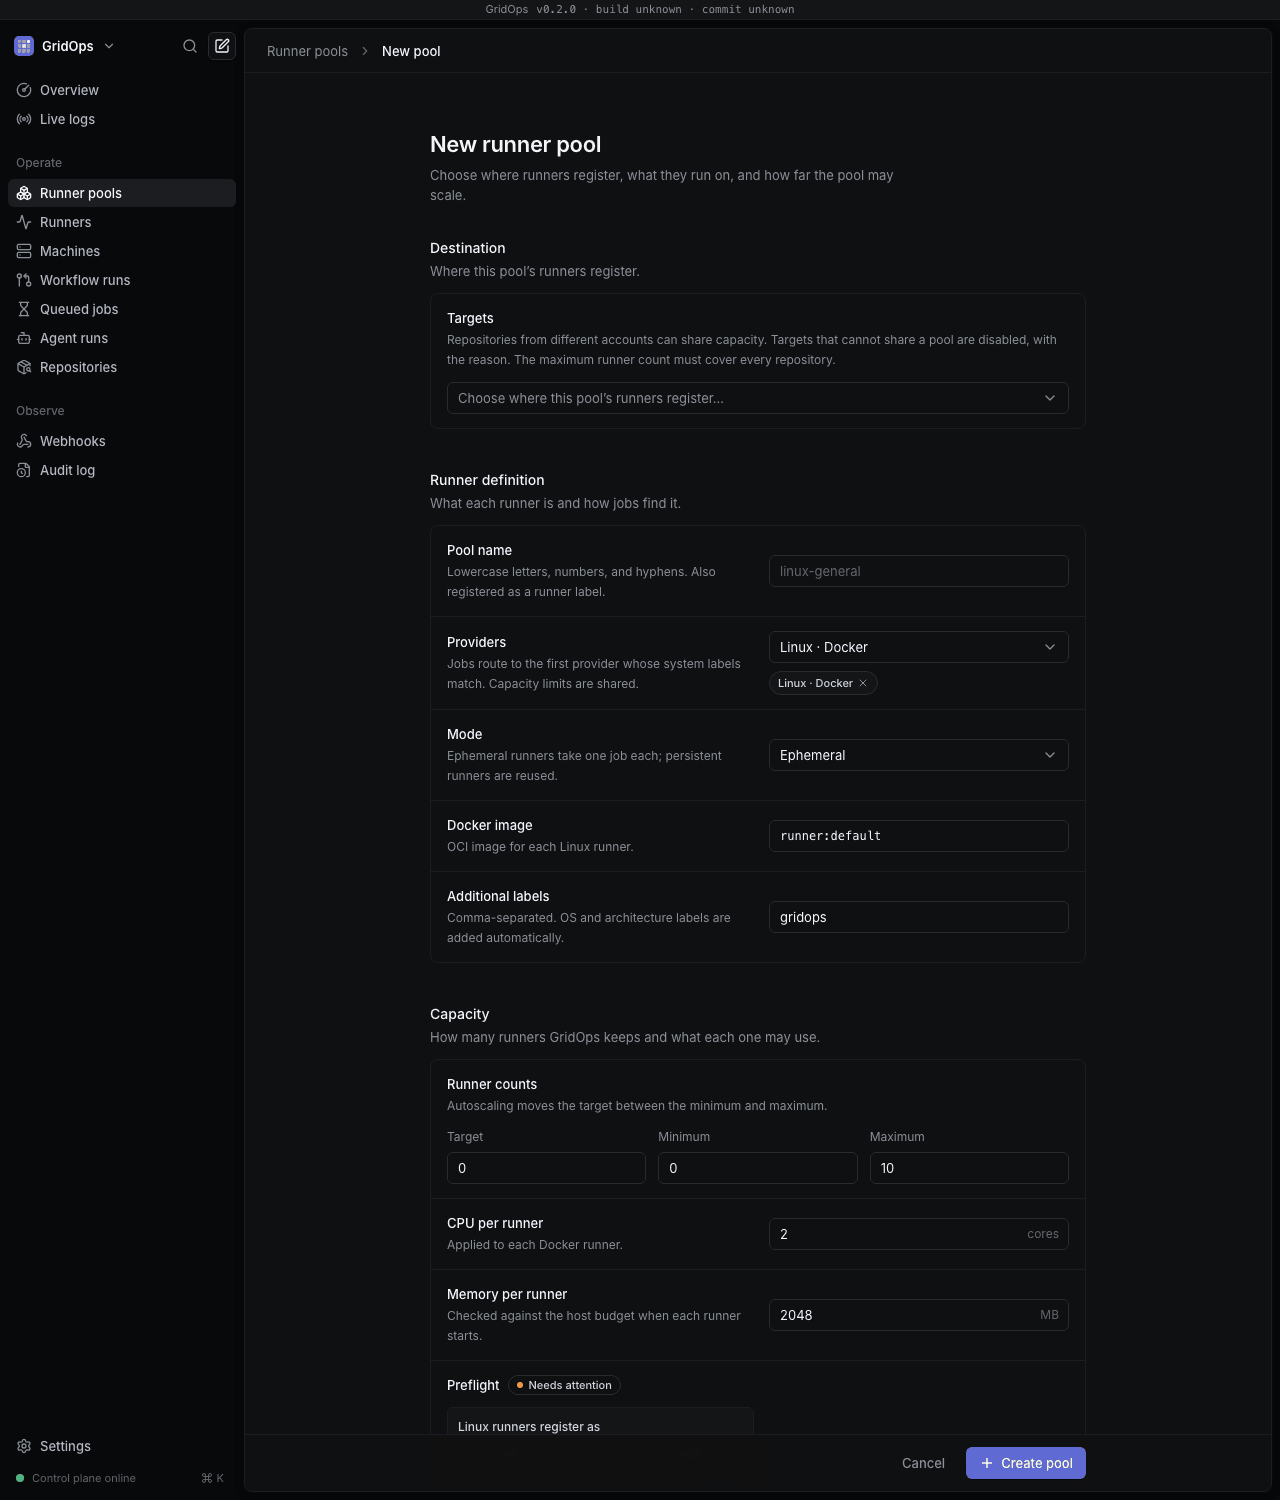 GridOps v0.2.0 · build unknown · commit unknown
GridOps
Overview
Live logs
Operate
Runner pools
Runners
Machines
Workflow runs
Queued jobs
Agent runs
Repositories
Observe
Webhooks
Audit log
Settings
Control plane online ⌘ K
Runner pools > New pool
New runner pool
Choose where runners register, what they run on, and how far the pool may
scale.
Destination
Where this pool’s runners register.
Targets
Repositories from different accounts can share capacity. Targets that cannot share a pool are disabled, with
the reason. The maximum runner count must cover every repository.
Choose where this pool’s runners register…
Runner definition
What each runner is and how jobs find it.
Pool name
Lowercase letters, numbers, and hyphens. Also
registered as a runner label.
linux-general
Providers
Jobs route to the first provider whose system labels
match. Capacity limits are shared.
Linux · Docker
Linux · Docker
Mode
Ephemeral runners take one job each; persistent
runners are reused.
Ephemeral
Docker image
OCI image for each Linux runner.
runner:default
Additional labels
Comma-separated. OS and architecture labels are
added automatically.
gridops
Capacity
How many runners GridOps keeps and what each one may use.
Runner counts
Autoscaling moves the target between the minimum and maximum.
Target Minimum Maximum
0 0 10
CPU per runner
Applied to each Docker runner.
2 cores
Memory per runner
Checked against the host budget when each runner
starts.
2048 MB
Preflight Needs attention
Linux runners register as
Cancel + Create pool